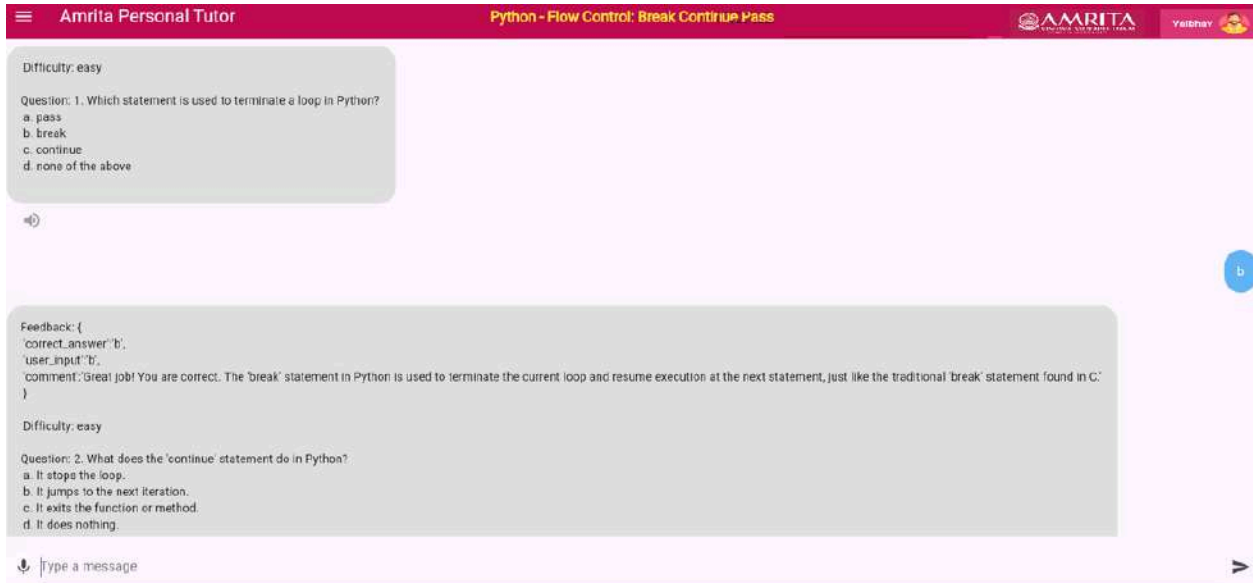 Amrita Personal Tutor
Python - Flow Control: Break Continue Pass
AMRITA
Vaibhav
Difficulty: easy
Question: 1. Which statement is used to terminate a loop in Python?
a. pass
b. break
c. continue
d. none of the above
b
Feedback: {
'correct_answer':'b',
'user_input':'b',
'comment':'Great job! You are correct. The 'break' statement in Python is used to terminate the current loop and resume execution at the next statement, just like the traditional 'break' statement found in C.'
}
Difficulty: easy
Question: 2. What does the 'continue' statement do in Python?
a. It stops the loop.
b. It jumps to the next iteration.
c. It exits the function or method.
d. It does nothing.
Type a message